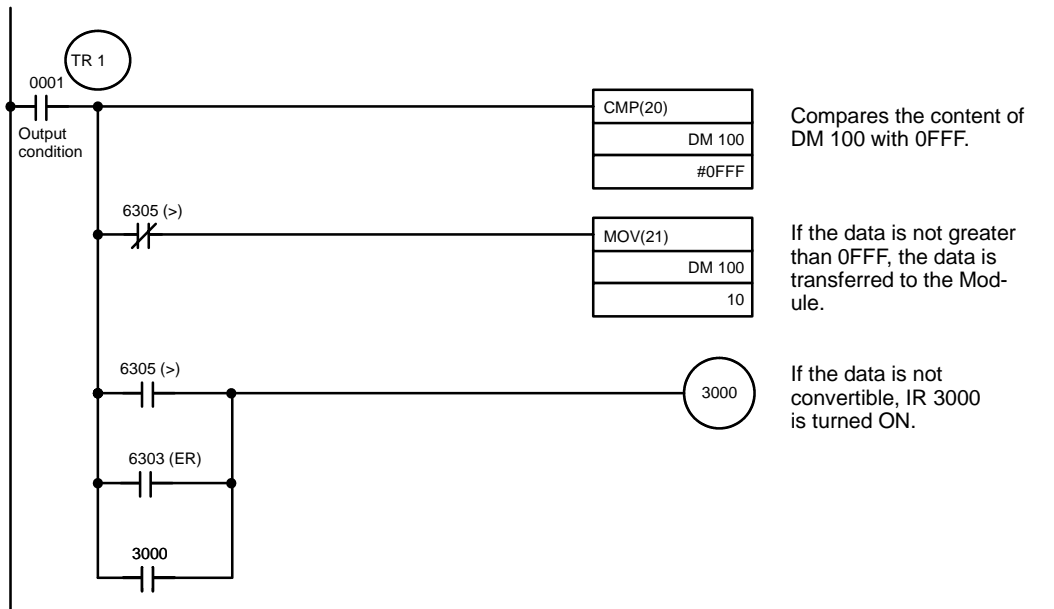 TR 1
0001
Output
condition
CMP(20)
DM 100
#0FFF
Compares the content of
DM 100 with 0FFF.
6305 (>)
MOV(21)
DM 100
10
If the data is not greater
than 0FFF, the data is
transferred to the Mod-
ule.
6305 (>)
3000
If the data is not
convertible, IR 3000
is turned ON.
6303 (ER)
3000